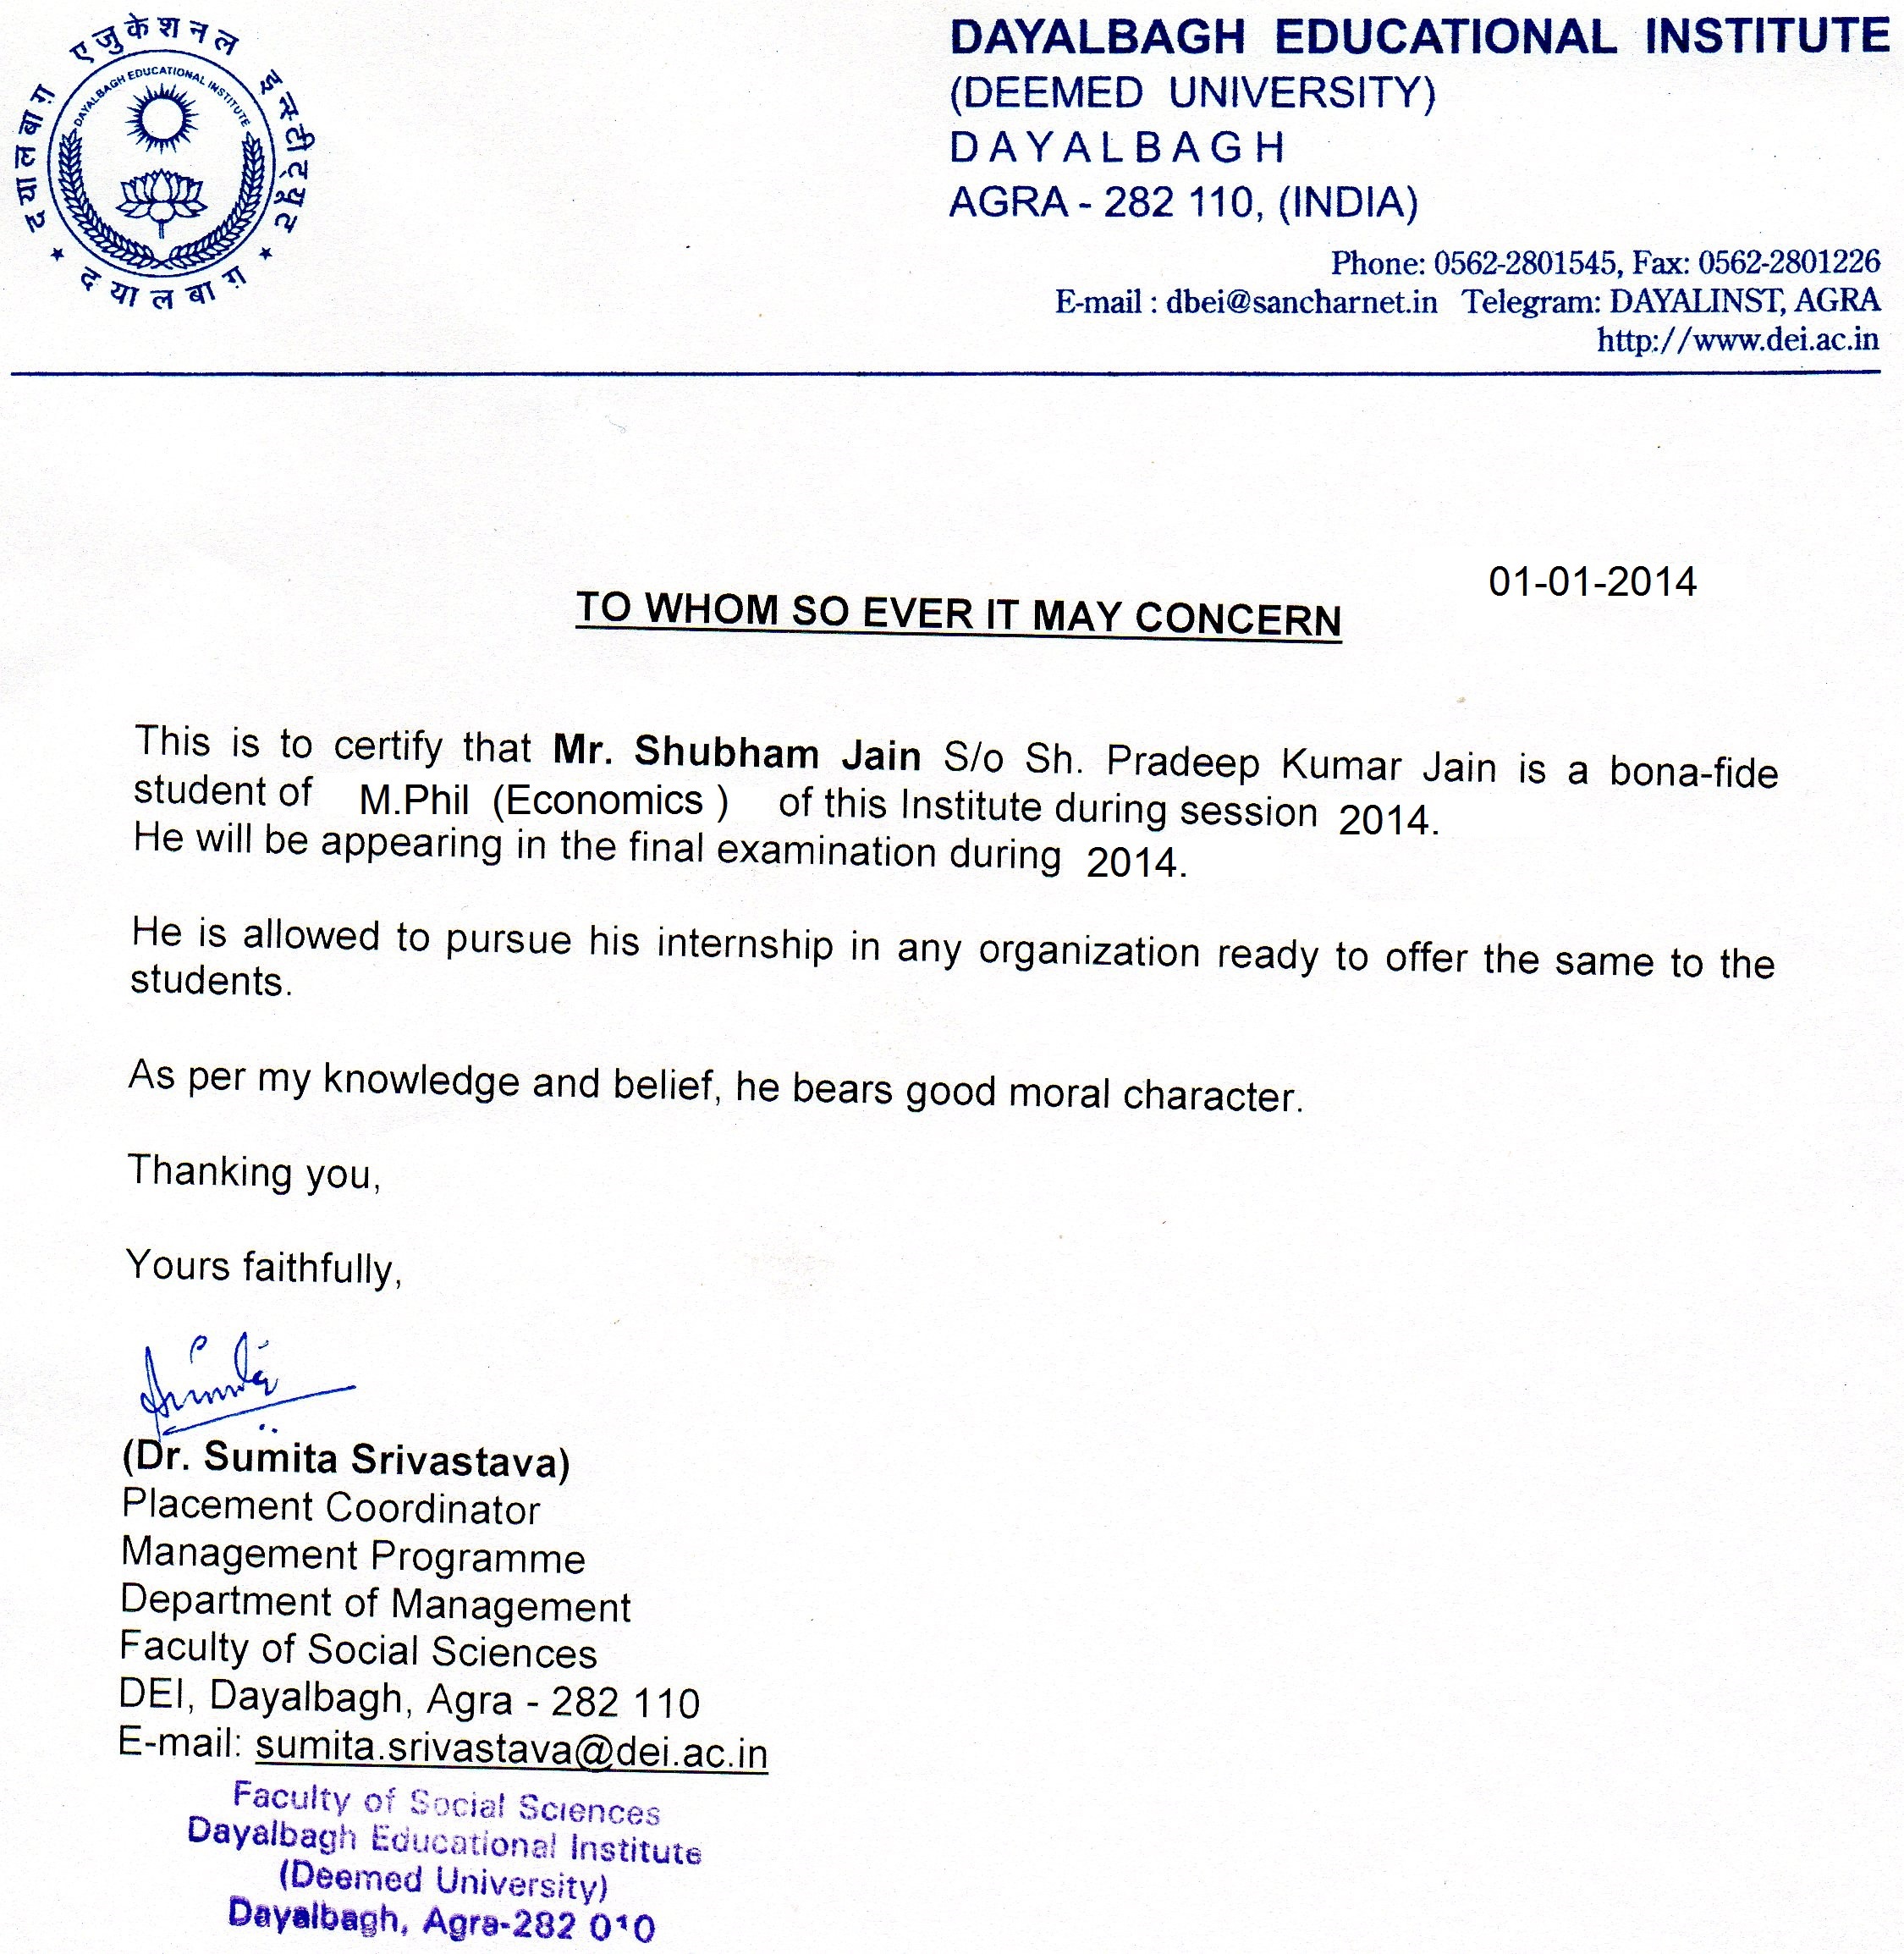 दयालबाग़ एजुकेशनल इन्स्टीट्यूट
DAYALBAGH EDUCATIONAL INSTITUTE
दयालबाग़
DAYALBAGH EDUCATIONAL INSTITUTE
(DEEMED UNIVERSITY)
DAYALBAGH
AGRA - 282 110, (INDIA)
Phone: 0562-2801545, Fax: 0562-2801226
E-mail : dbei@sancharnet.in Telegram: DAYALINST, AGRA
http://www.dei.ac.in
01-01-2014
TO WHOM SO EVER IT MAY CONCERN
This is to certify that Mr. Shubham Jain S/o Sh. Pradeep Kumar Jain is a bona-fide
student of M.Phil (Economics ) of this Institute during session 2014.
He will be appearing in the final examination during 2014.
He is allowed to pursue his internship in any organization ready to offer the same to the
students.
As per my knowledge and belief, he bears good moral character.
Thanking you,
Yours faithfully,
Sumita
(Dr. Sumita Srivastava)
Placement Coordinator
Management Programme
Department of Management
Faculty of Social Sciences
DEI, Dayalbagh, Agra - 282 110
E-mail: sumita.srivastava@dei.ac.in
Faculty of Social Sciences
Dayalbagh Educational Institute
(Deemed University)
Dayalbagh, Agra-282 010